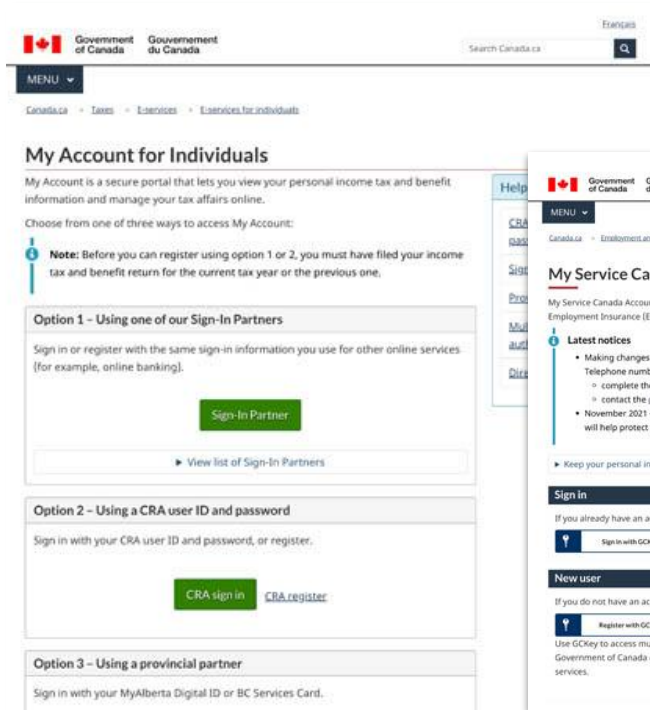 Français
Government of Canada
Gouvernement du Canada
Search Canada.ca
MENU
Canada.ca
Taxes
E-services
E-services for individuals
My Account for Individuals
My Account is a secure portal that lets you view your personal income tax and benefit
information and manage your tax affairs online.
Choose from one of three ways to access My Account:
Note: Before you can register using option 1 or 2, you must have filed your income
tax and benefit return for the current tax year or the previous one.
Option 1 – Using one of our Sign-In Partners
Sign in or register with the same sign-in information you use for other online services
(for example, online banking).
Sign-In Partner
► View list of Sign-In Partners
Option 2 – Using a CRA user ID and password
Sign in with your CRA user ID and password, or register.
CRA sign in
CRA register
Option 3 – Using a provincial partner
Sign in with your MyAlberta Digital ID or BC Services Card.
Help
CRA
pass
Sign
Pro
Mul
aut
Dire
Government of Canada
G
d
MENU
Canada.ca
Employment an
My Service Ca
My Service Canada Accou
Employment Insurance (E
Latest notices
• Making changes
Telephone numb
complete the
contact the
• November 2021
will help protect
► Keep your personal in
Sign in
If you already have an a
Sign in with GCK
New user
If you do not have an ac
Register with GC
Use GCKey to access mu
Government of Canada
services.